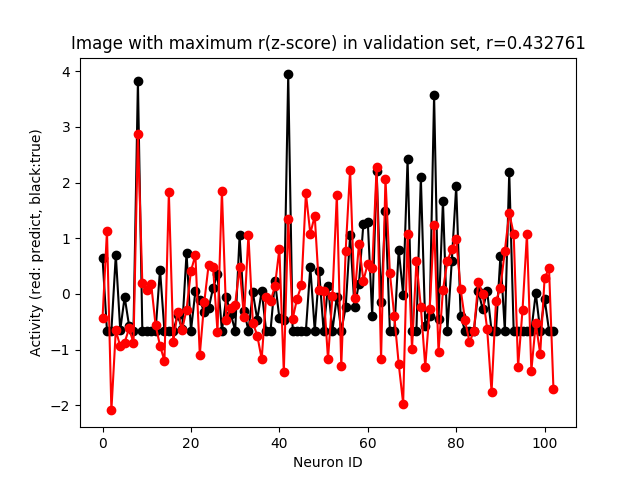 Image with maximum r(z-score) in validation set, r=0.432761
Activity (red: predict, black:true)
4
3
2
1
0
−1
−2
0 20 40 60 80 100
Neuron ID